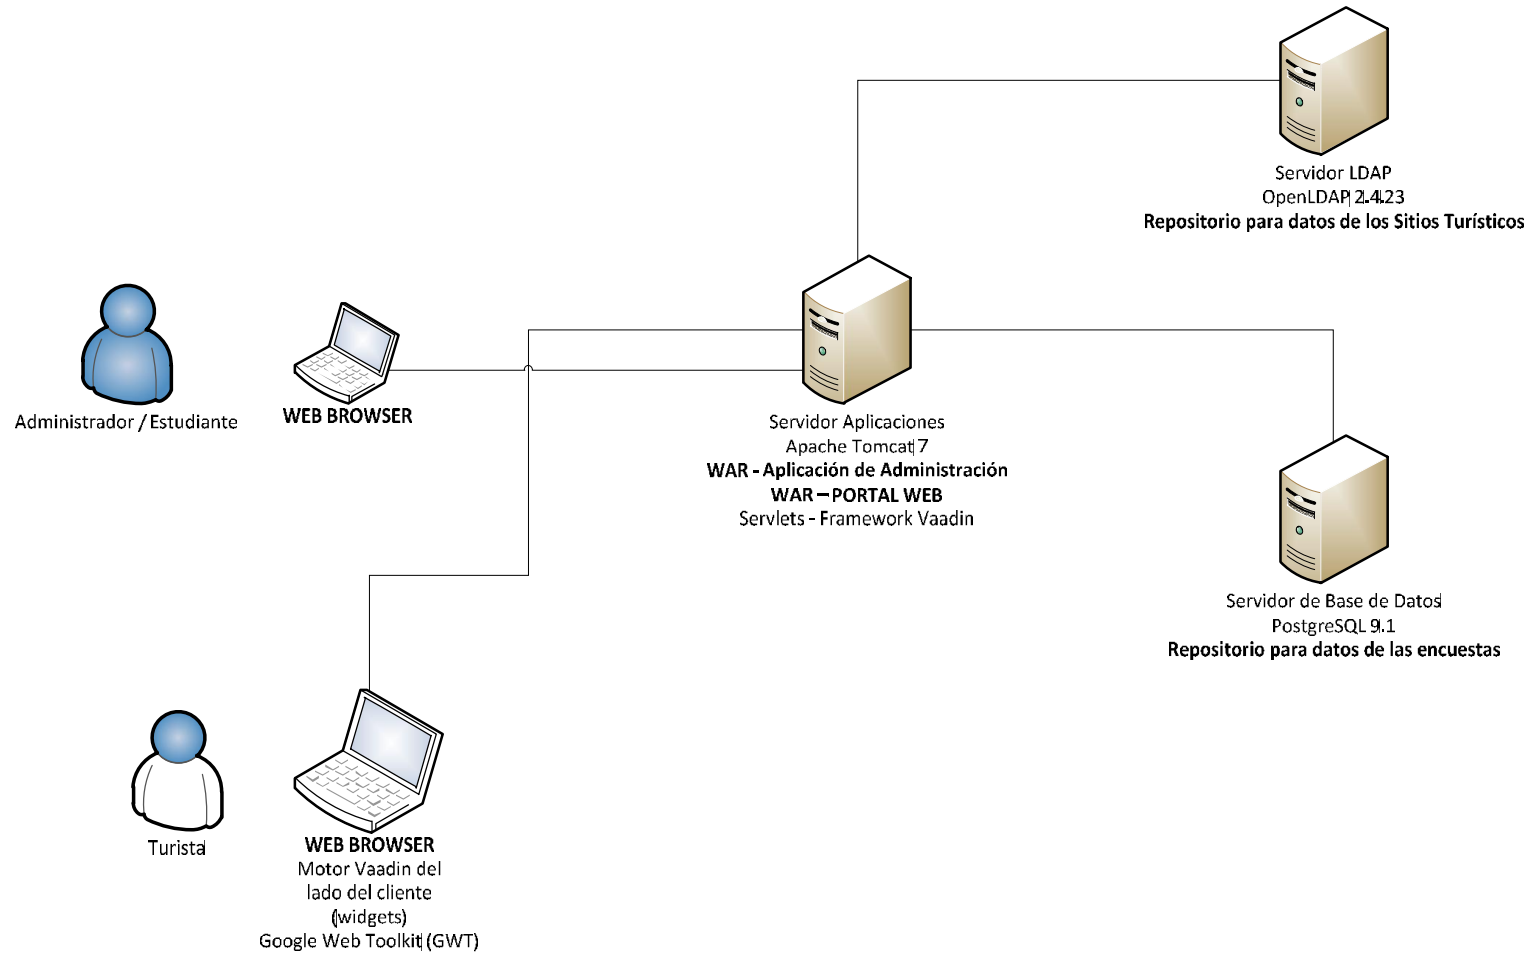 Servidor LDAP
OpenLDAP 2.4.23
Repositorio para datos de los Sitios Turísticos
Administrador / Estudiante
WEB BROWSER
Servidor Aplicaciones
Apache Tomcat 7
WAR - Aplicación de Administración
WAR – PORTAL WEB
Servlets - Framework Vaadin
Servidor de Base de Datos
PostgreSQL 9.1
Repositorio para datos de las encuestas
Turista
WEB BROWSER
Motor Vaadin del
lado del cliente
(widgets)
Google Web Toolkit (GWT)